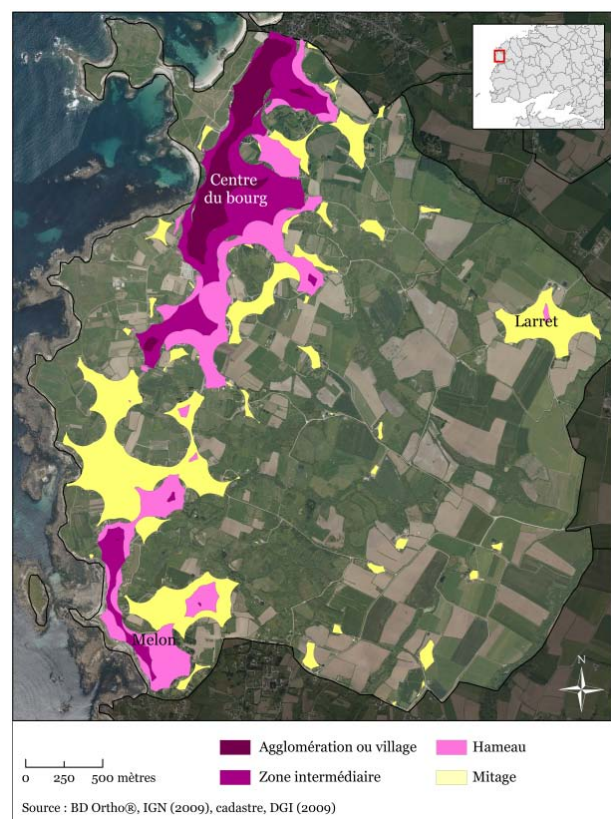 Centre
du bourg
Larret
Melon
N
Agglomération ou village
Hameau
Zone intermédiaire
Mitage
0 250 500 mètres
Source : BD Ortho®, IGN (2009), cadastre, DGI (2009)